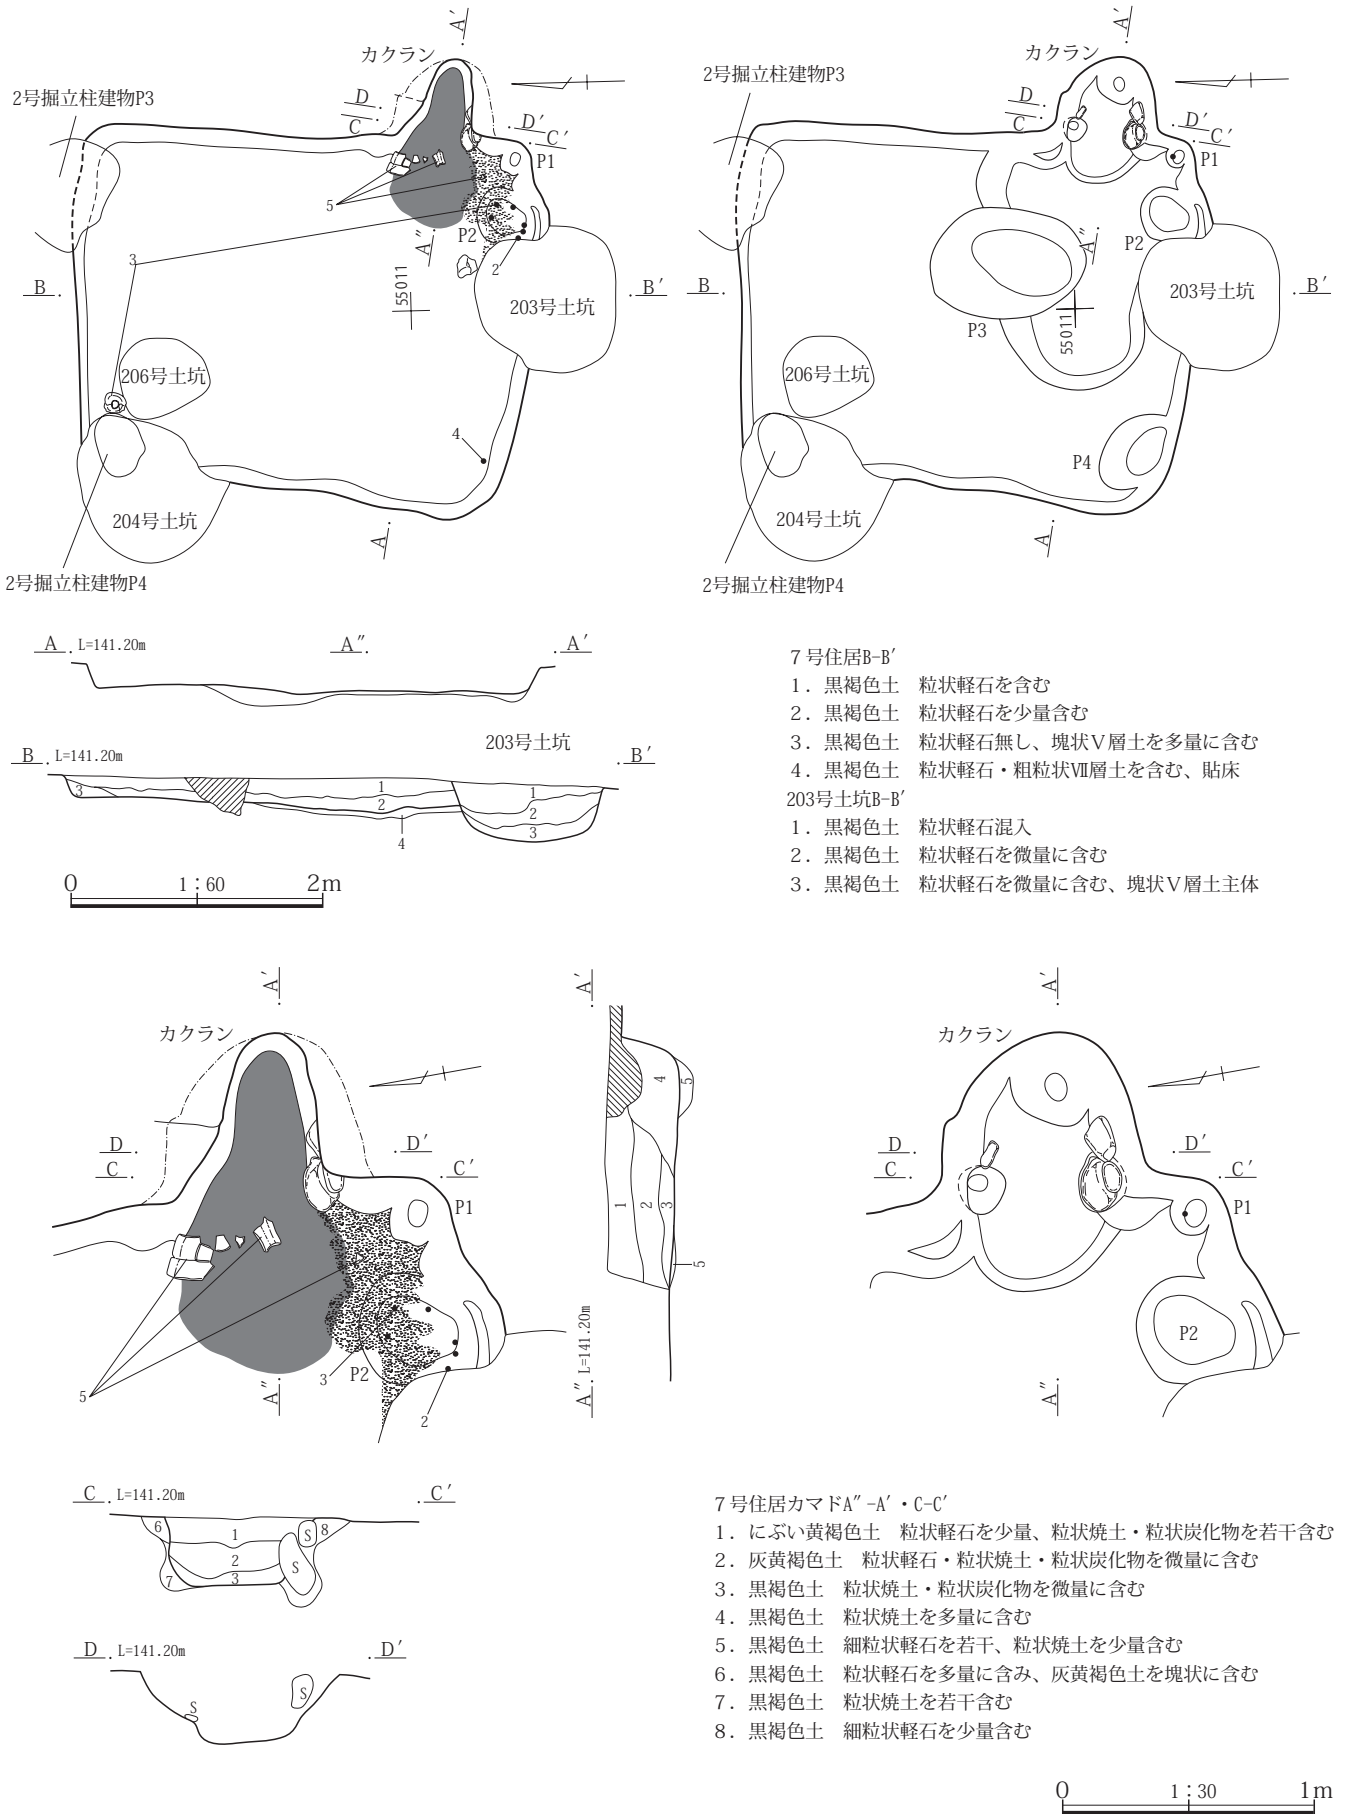 A′
A′
カクラン
カクラン
2号掘立柱建物P3
2号掘立柱建物P3
D
C
D′
C′
P1
D
C
D′
C′
P1
5
P2
A″
P2
A″
3
2
B
B′
B
B′
55011
203号土坑
203号土坑
P3
55011
206号土坑
206号土坑
4
P4
204号土坑
204号土坑
A
A
2号掘立柱建物P4
2号掘立柱建物P4
A L=141.20m A″ A′
203号土坑
B L=141.20m B′
3 1 2 4 1 2 3
0 1:60 2m
7号住居B-B′
1. 黒褐色土 粒状軽石を含む
2. 黒褐色土 粒状軽石を少量含む
3. 黒褐色土 粒状軽石無し、塊状Ⅴ層土を多量に含む
4. 黒褐色土 粒状軽石・粗粒状Ⅶ層土を含む、貼床
203号土坑B-B′
1. 黒褐色土 粒状軽石混入
2. 黒褐色土 粒状軽石を微量に含む
3. 黒褐色土 粒状軽石を微量に含む、塊状Ⅴ層土主体
A′
カクラン
D
C
D′
C′
P1
5
3
P2
2
A″
A′
4
5
1
2
3
5
A″ L=141.20m
A′
カクラン
D
C
D′
C′
P1
P2
A″
C L=141.20m C′
6 1 S 8
2 S
7 3
D L=141.20m D′
S S
7号住居カマドA″-A′・C-C′
1. にぶい黄褐色土 粒状軽石を少量、粒状焼土・粒状炭化物を若干含む
2. 灰黄褐色土 粒状軽石・粒状焼土・粒状炭化物を微量に含む
3. 黒褐色土 粒状焼土・粒状炭化物を微量に含む
4. 黒褐色土 粒状焼土を多量に含む
5. 黒褐色土 細粒状軽石を若干、粒状焼土を少量含む
6. 黒褐色土 粒状軽石を多量に含み、灰黄褐色土を塊状に含む
7. 黒褐色土 粒状焼土を若干含む
8. 黒褐色土 細粒状軽石を少量含む
0 1:30 1m